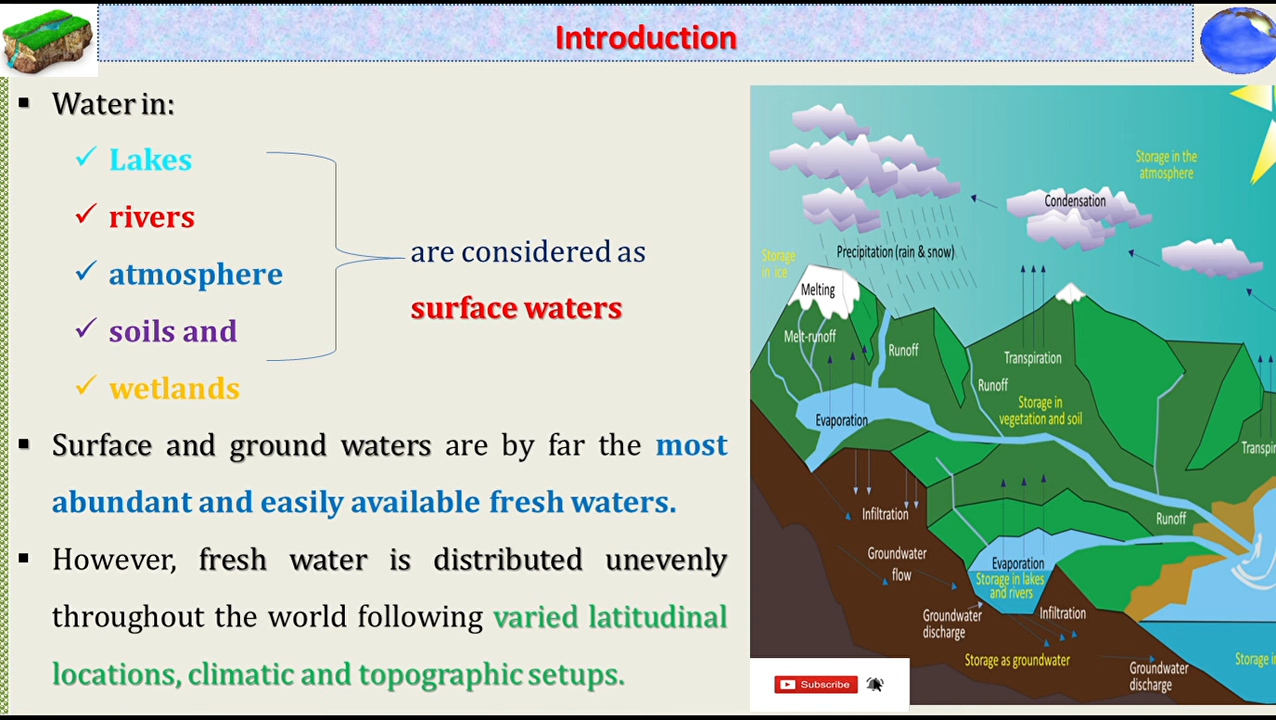 Introduction
Water in:
Lakes
rivers
atmosphere
soils and
wetlands
are considered as
surface waters
Surface and ground waters are by far the most
abundant and easily available fresh waters.
However, fresh water is distributed unevenly
throughout the world following varied latitudinal
locations, climatic and topographic setups.
Storage in the
atmosphere
Condensation
Precipitation (rain & snow)
Storage
in ice
Melting
Melt-runoff
Runoff
Transpiration
Runoff
Storage in
vegetation and soil
Evaporation
Transpir
Infiltration
Runoff
Groundwater
flow
Evaporation
Storage in lakes
and rivers
Groundwater
discharge
Infiltration
Storage as groundwater
Groundwater
discharge
Storage in
Subscribe